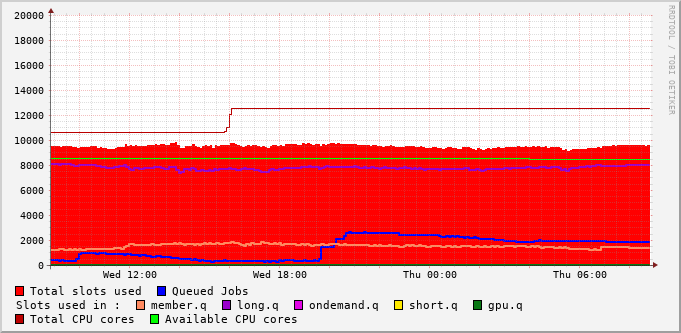 20000
18000
16000
14000
12000
10000
8000
6000
4000
2000
0
Wed 12:00 Wed 18:00 Thu 00:00 Thu 06:00
RRDTOOL / TOBI OETIKER
Total slots used Queued Jobs
Slots used in : member.q long.q ondemand.q short.q gpu.q
Total CPU cores Available CPU cores